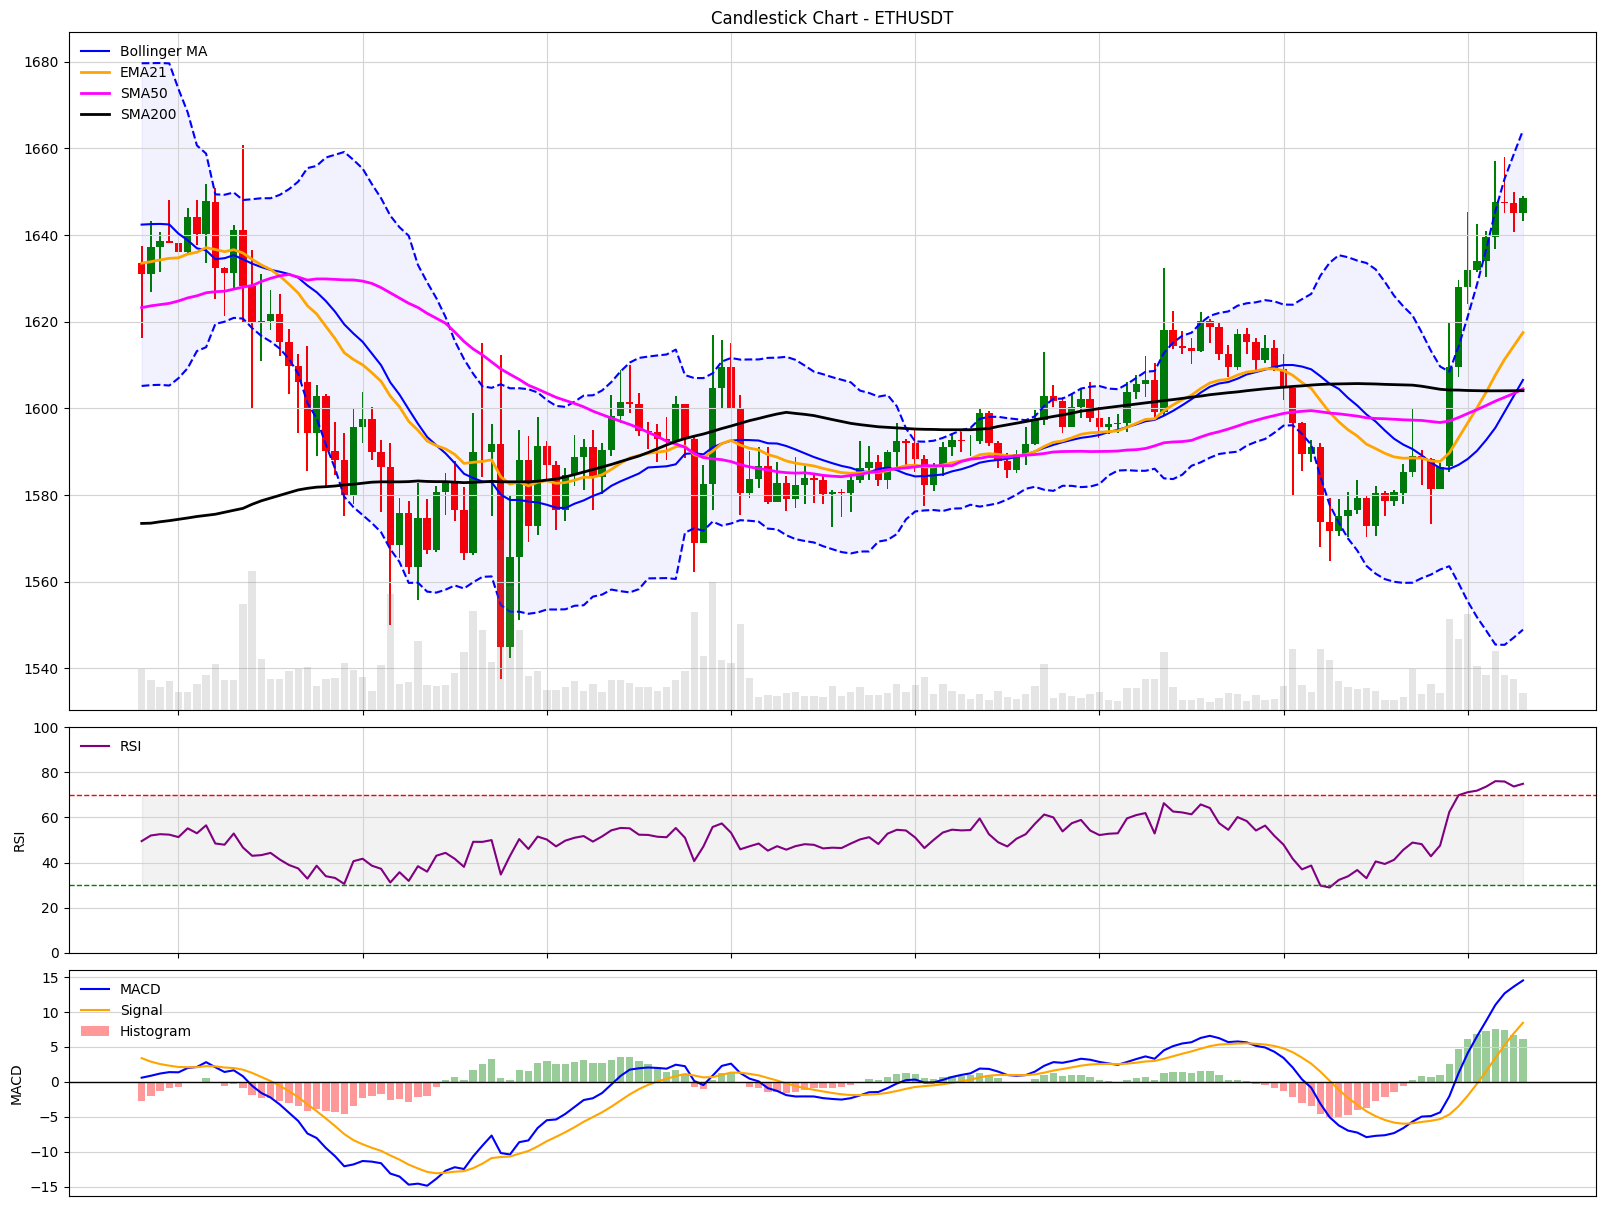 Candlestick Chart - ETHUSDT
Bollinger MA
EMA21
SMA50
SMA200
1680
1660
1640
1620
1600
1580
1560
1540
RSI
100
80
60
40
20
0
RSI
MACD
Signal
Histogram
15
10
5
0
−5
−10
−15
MACD